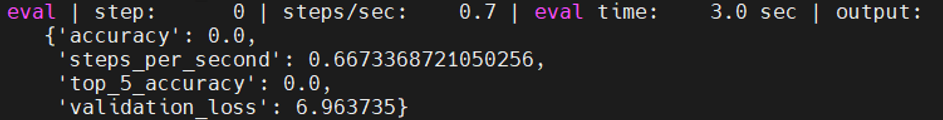 eval | step: 0 | steps/sec: 0.7 | eval time: 3.0 sec | output:
{'accuracy': 0.0,
'steps_per_second': 0.6673368721050256,
'top_5_accuracy': 0.0,
'validation_loss': 6.963735}